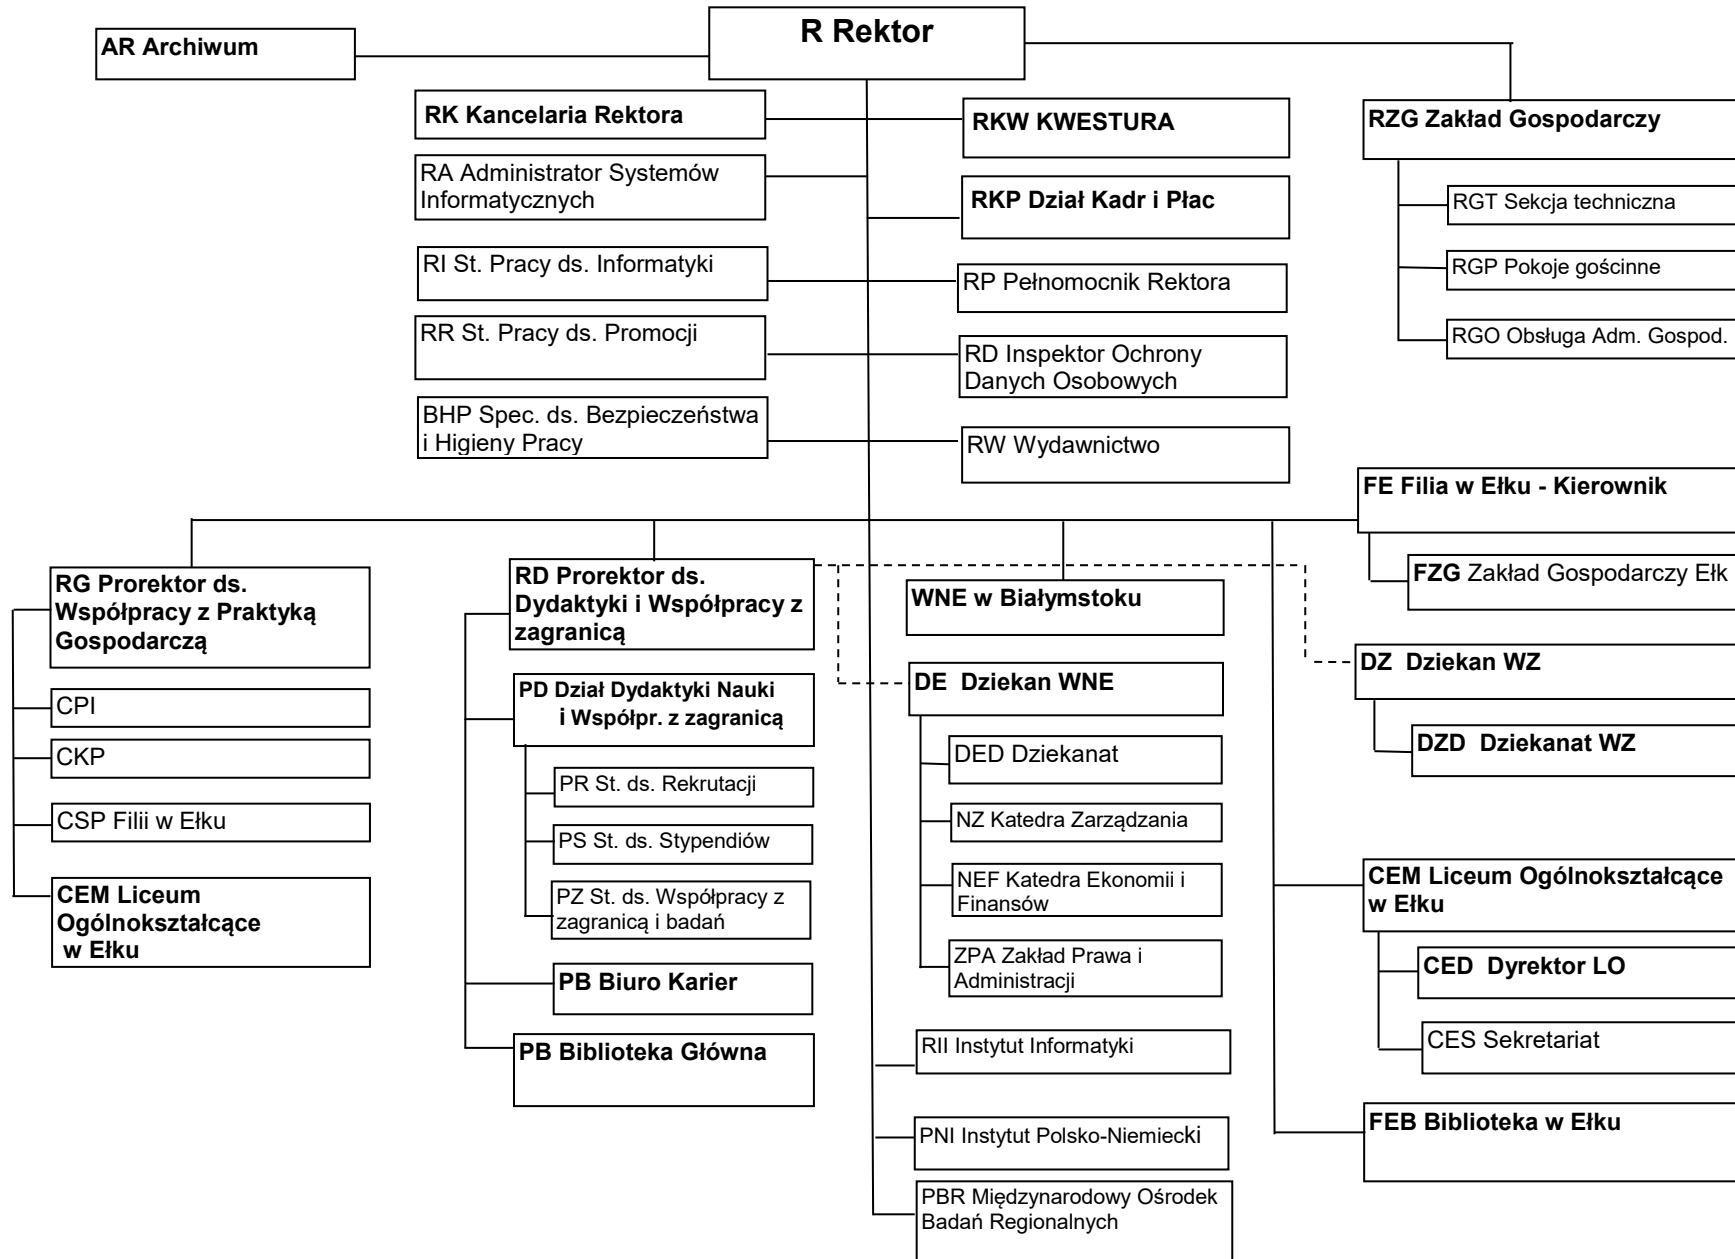 R Rektor
AR Archiwum
RK Kancelaria Rektora
RKW KWESTURA
RZG Zakład Gospodarczy
RA Administrator Systemów
Informatycznych
RKP Dział Kadr i Płac
RGT Sekcja techniczna
RI St. Pracy ds. Informatyki
RP Pełnomocnik Rektora
RGP Pokoje gościnne
RR St. Pracy ds. Promocji
RD Inspektor Ochrony
Danych Osobowych
RGO Obsługa Adm. Gospod.
BHP Spec. ds. Bezpieczeństwa
i Higieny Pracy
RW Wydawnictwo
FE Filia w Ełku - Kierownik
FZG Zakład Gospodarczy Ełk
RG Prorektor ds.
Współpracy z Praktyką
Gospodarczą
CPI
CKP
CSP Filii w Ełku
CEM Liceum
Ogólnokształcące
w Ełku
RD Prorektor ds.
Dydaktyki i Współpracy z
zagranicą
PD Dział Dydaktyki Nauki
i Współpr. z zagranicą
PR St. ds. Rekrutacji
PS St. ds. Stypendiów
PZ St. ds. Współpracy z
zagranicą i badań
PB Biuro Karier
PB Biblioteka Główna
WNE w Białymstoku
DE Dziekan WNE
DED Dziekanat
NZ Katedra Zarządzania
NEF Katedra Ekonomii i
Finansów
ZPA Zakład Prawa i
Administracji
RII Instytut Informatyki
PNI Instytut Polsko-Niemiecki
PBR Międzynarodowy Ośrodek
Badań Regionalnych
DZ Dziekan WZ
DZD Dziekanat WZ
CEM Liceum Ogólnokształcące
w Ełku
CED Dyrektor LO
CES Sekretariat
FEB Biblioteka w Ełku